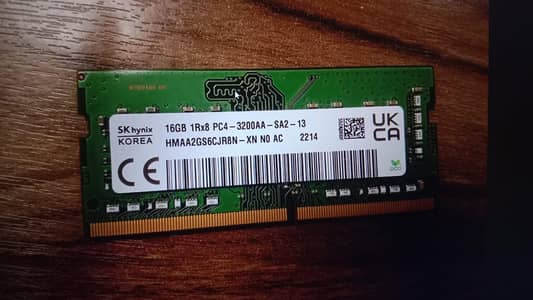 SK hynix
KOREA
16GB 1Rx8 PC4-3200AA-SA2-13
HMAA2GS6CJR8N-XN N0 AC 2214
CE
UK
CA